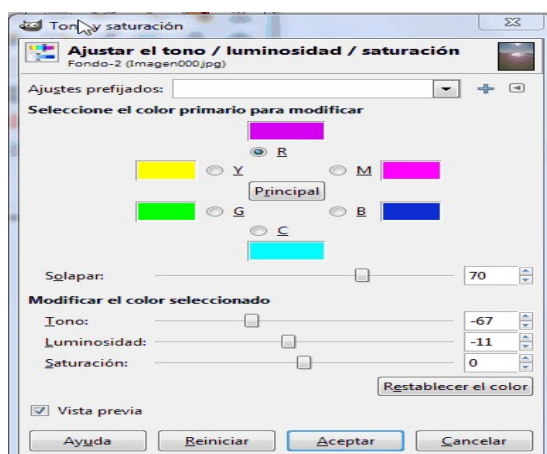 Tono y saturación
Ajustar el tono / luminosidad / saturación
Fondo-2 (Imagen000.jpg)
Ajustes prefijados:
Seleccione el color primario para modificar
R
Y M
Principal
G B
C
Solapar: 70
Modificar el color seleccionado
Tono: -67
Luminosidad: -11
Saturación: 0
Restablecer el color
Vista previa
Ayuda Reiniciar Aceptar Cancelar